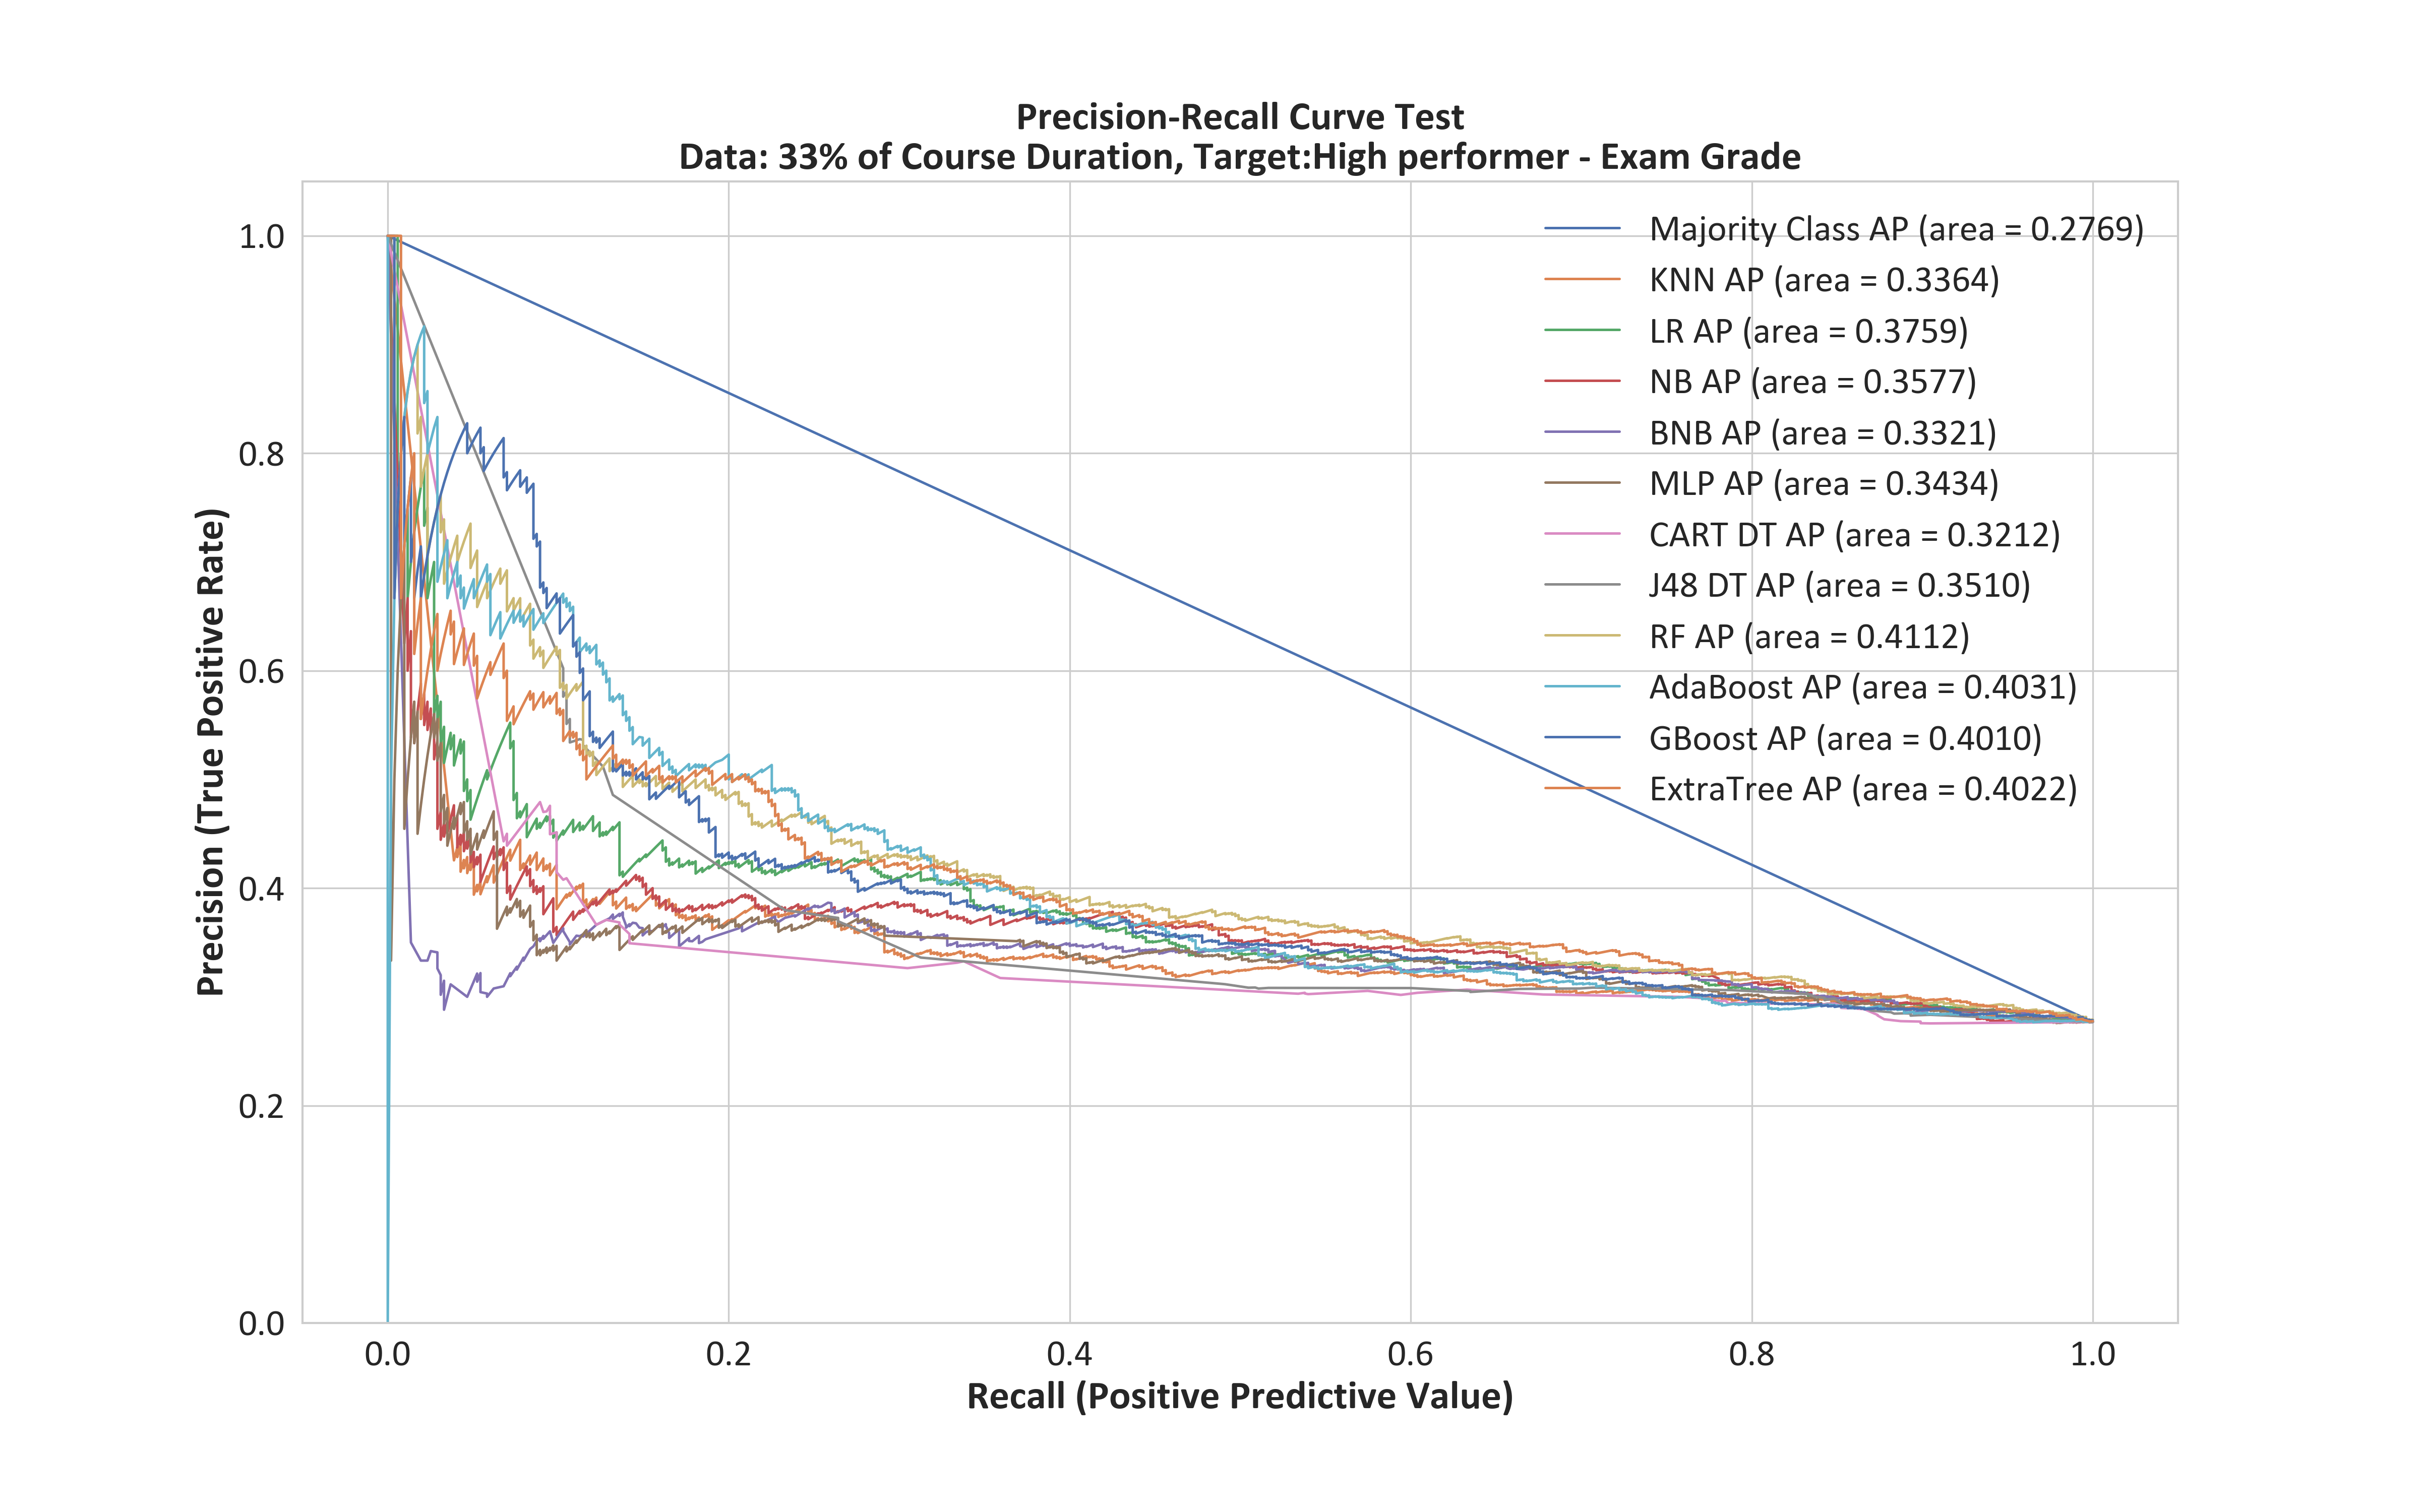 Precision-Recall Curve Test
Data: 33% of Course Duration, Target:High performer - Exam Grade
Precision (True Positive Rate)
1.0
0.8
0.6
0.4
0.2
0.0
Majority Class AP (area = 0.2769)
KNN AP (area = 0.3364)
LR AP (area = 0.3759)
NB AP (area = 0.3577)
BNB AP (area = 0.3321)
MLP AP (area = 0.3434)
CART DT AP (area = 0.3212)
J48 DT AP (area = 0.3510)
RF AP (area = 0.4112)
AdaBoost AP (area = 0.4031)
GBoost AP (area = 0.4010)
ExtraTree AP (area = 0.4022)
0.0 0.2 0.4 0.6 0.8 1.0
Recall (Positive Predictive Value)